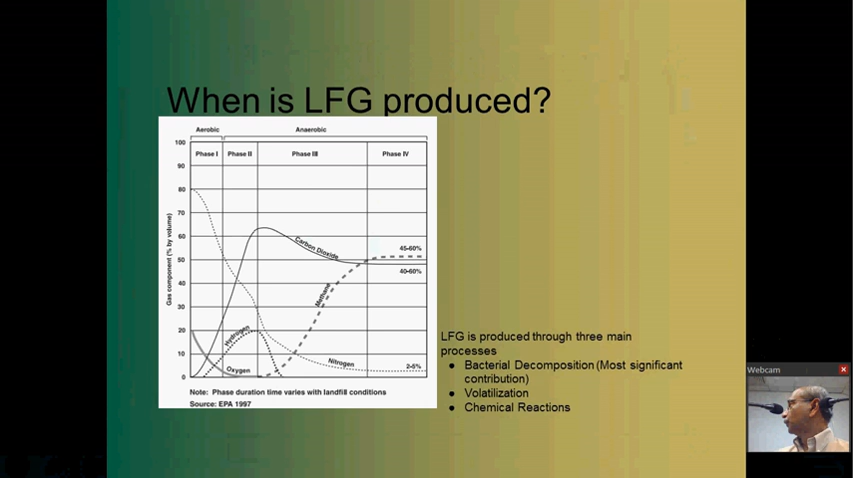 When is LFG produced?
Aerobic Anaerobic
Phase I Phase II Phase III Phase IV
100
90
80
70
60
50
40
30
20
10
0
Gas component (% by volume)
Carbon Dioxide
Methane
Hydrogen
Oxygen
Nitrogen
45-60%
40-60%
2-5%
Note: Phase duration time varies with landfill conditions
Source: EPA 1997
LFG is produced through three main
processes
● Bacterial Decomposition (Most significant
contribution)
● Volatilization
● Chemical Reactions
Webcam